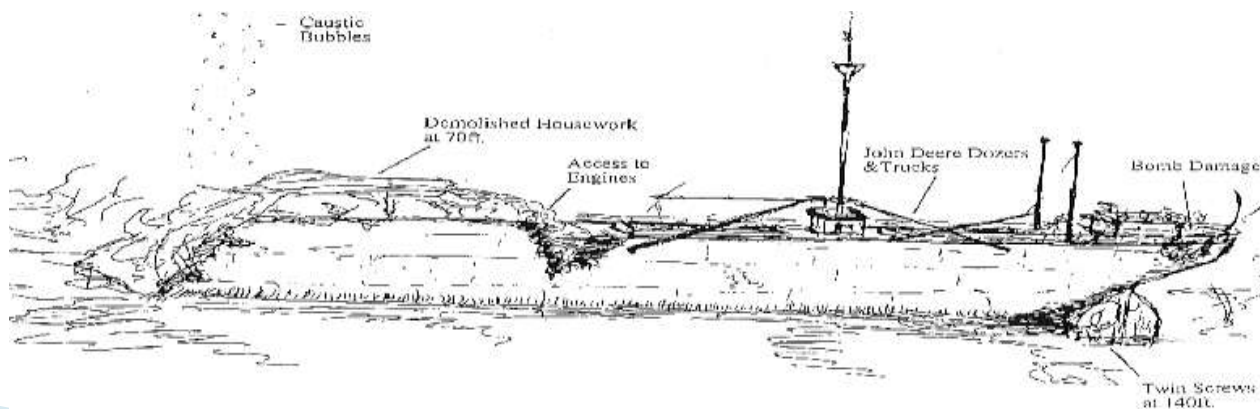 – Caustic
Bubbles
Demolished Housework
at 70ft.
Access to
Engines
John Deere Dozers
&Trucks
Bomb Damage
Twin Screws
at 140ft.